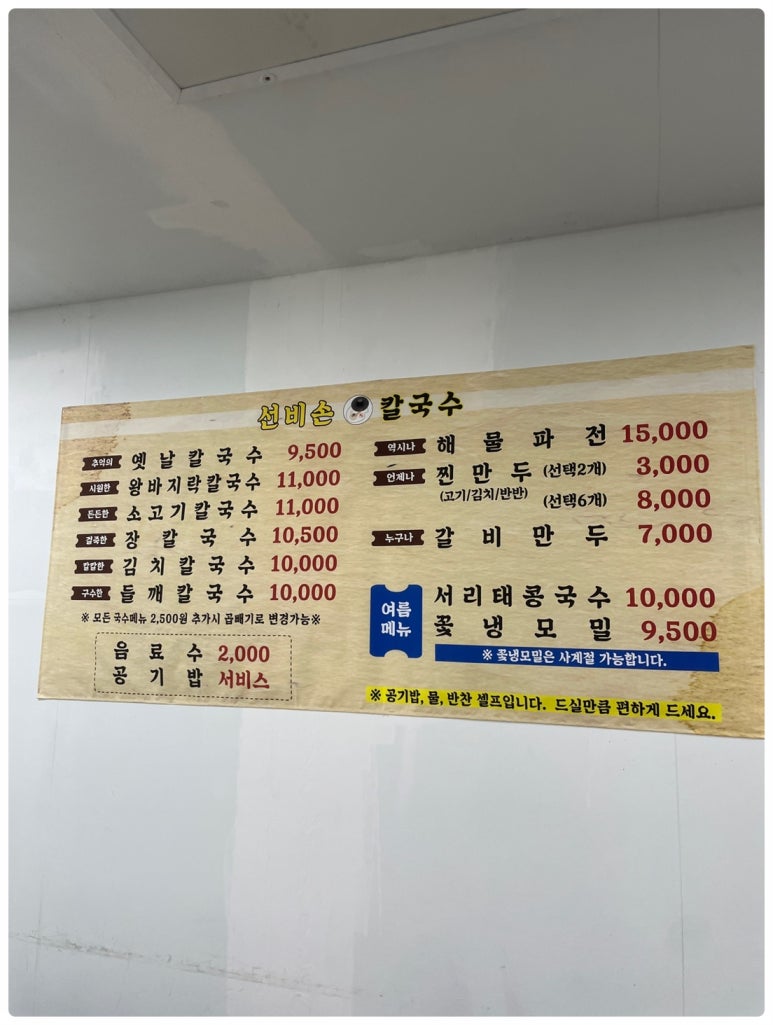 선비손 칼국수
추억의 옛날칼국수 9,500
시원한 왕바지락칼국수 11,000
든든한 소고기칼국수 11,000
걸죽한 장칼국수 10,500
칼칼한 김치칼국수 10,000
구수한 들깨칼국수 10,000
※ 모든 국수메뉴 2,500원 추가시 곱빼기로 변경가능※
음료수 2,000
공기밥 서비스
역시나 해물파전 15,000
언제나 찐만두 (선택2개) 3,000
(고기/김치/반반) (선택6개) 8,000
누구나 갈비만두 7,000
여름 메뉴
서리태콩국수 10,000
꽃냉모밀 9,500
※ 꽃냉모밀은 사계절 가능합니다.
※ 공기밥, 물, 반찬 셀프입니다. 드실만큼 편하게 드세요.